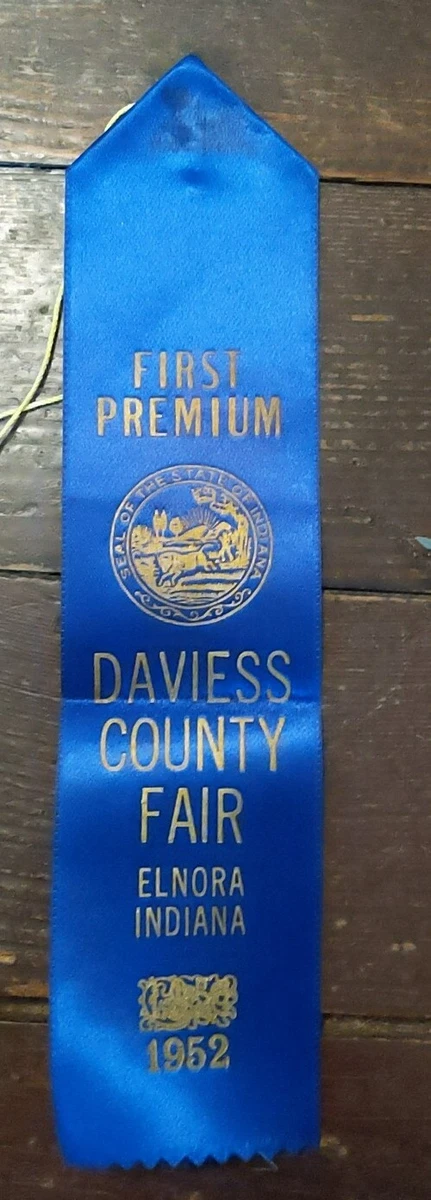 FIRST
PREMIUM
SEAL OF THE STATE OF INDIANA
DAVIESS
COUNTY
FAIR
ELNORA
INDIANA
1952